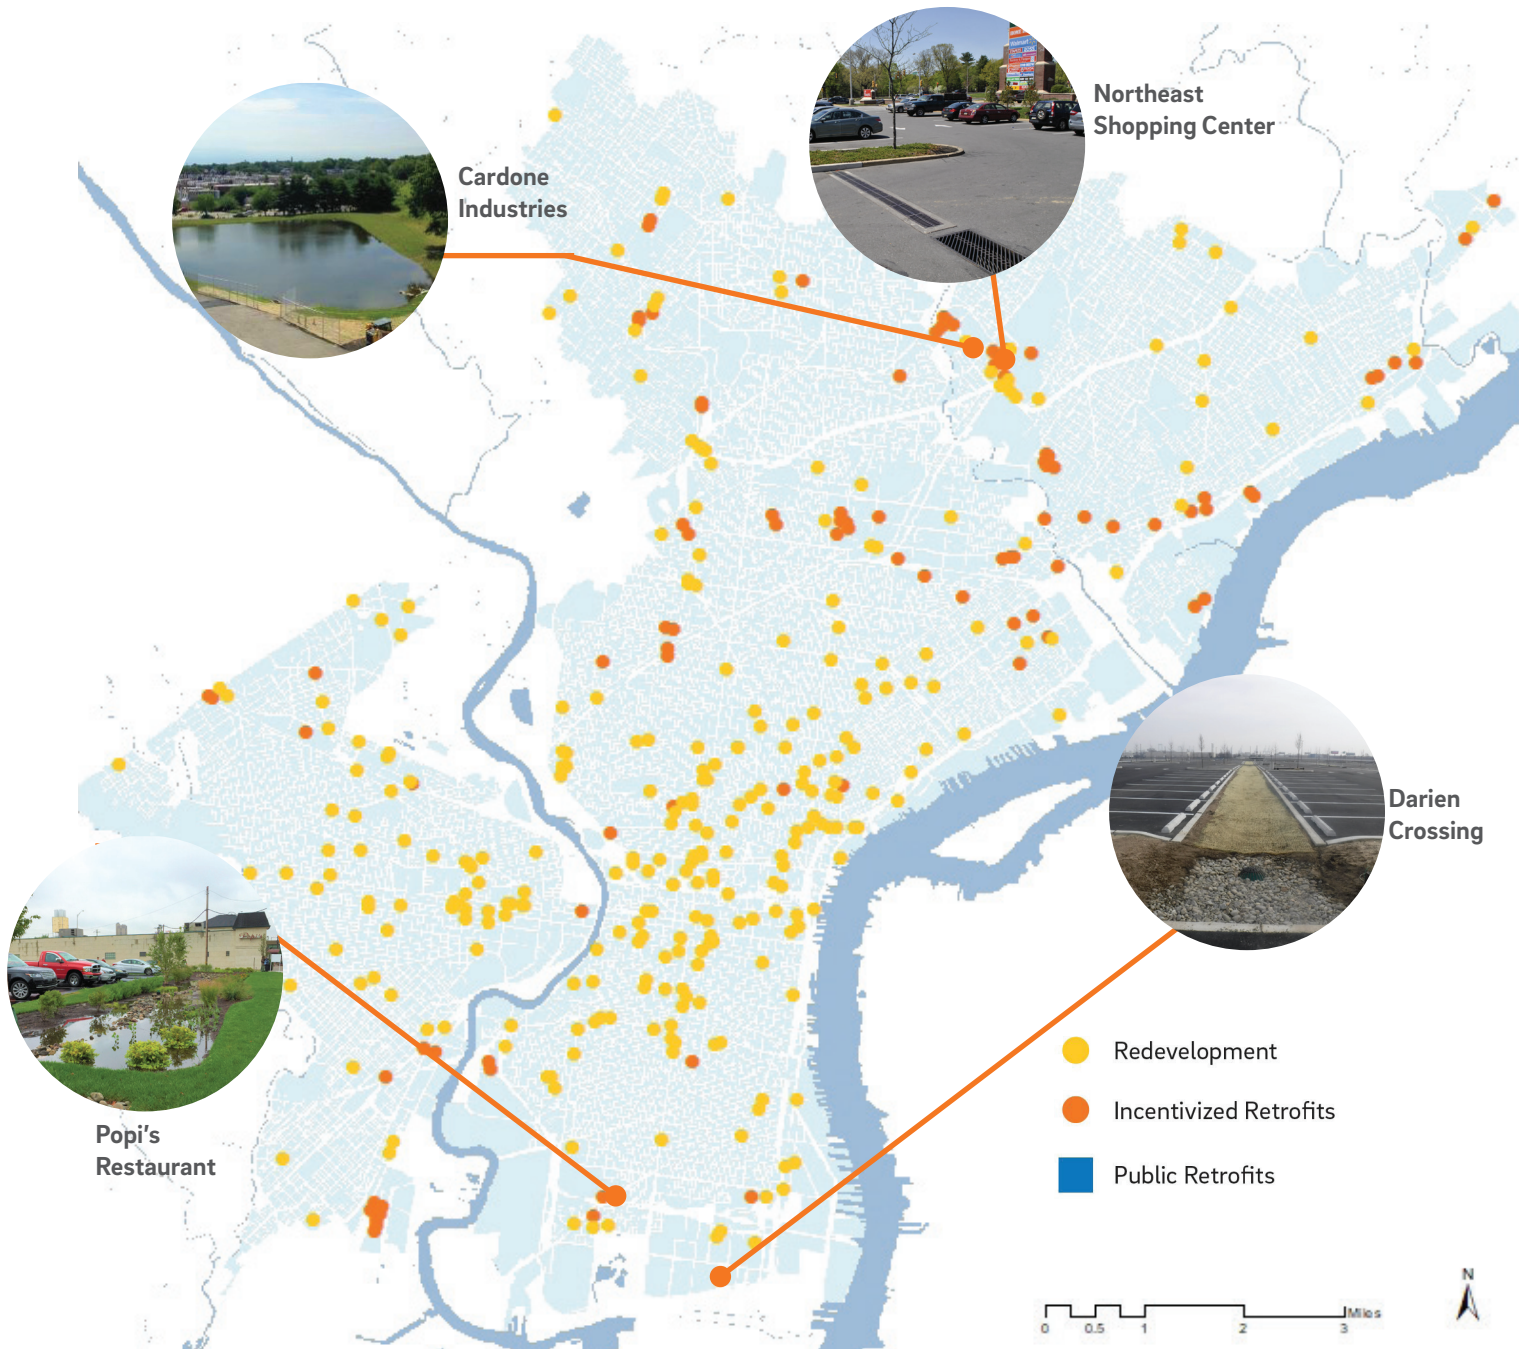 Northeast
Shopping Center
Cardone
Industries
Walmart
Darien
Crossing
Redevelopment
Incentivized Retrofits
Public Retrofits
Popi's
Restaurant
N
Miles
0 0.5 1 2 3